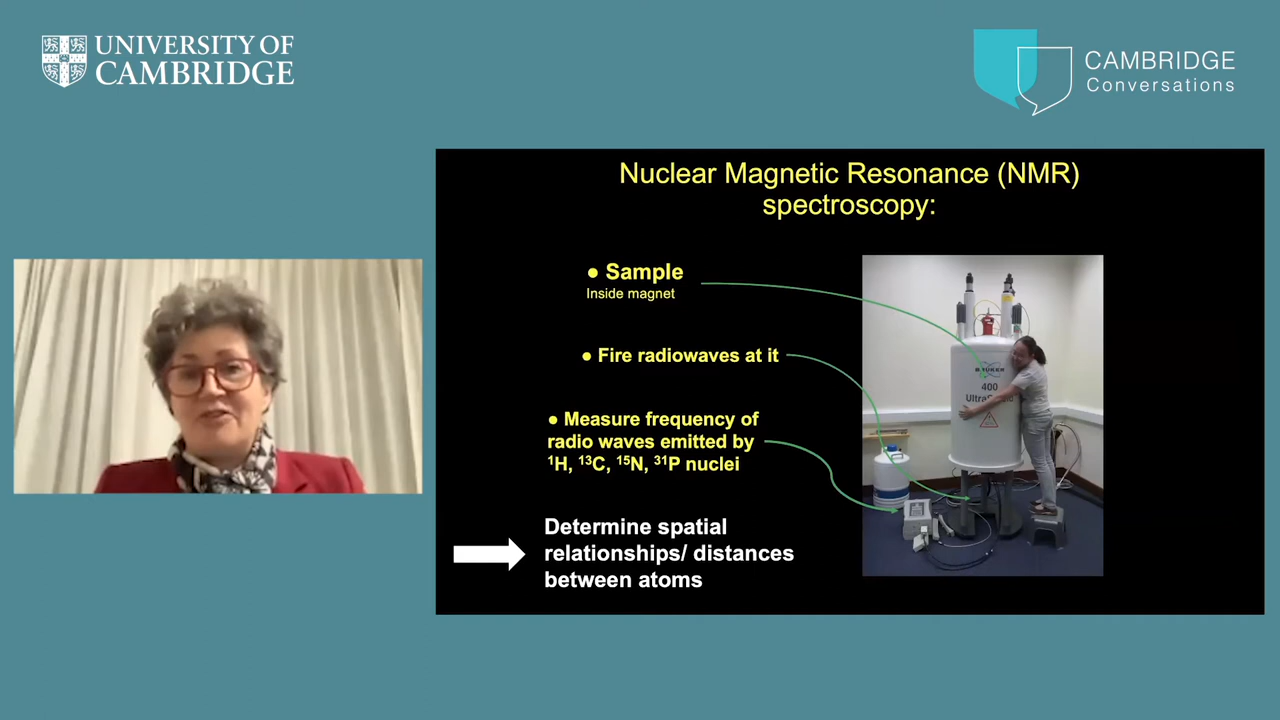 UNIVERSITY OF
CAMBRIDGE
CAMBRIDGE
Conversations
Nuclear Magnetic Resonance (NMR)
spectroscopy:
● Sample
Inside magnet
● Fire radiowaves at it
● Measure frequency of
radio waves emitted by
¹H, ¹³C, ¹⁵N, ³¹P nuclei
Determine spatial
relationships/ distances
between atoms
400